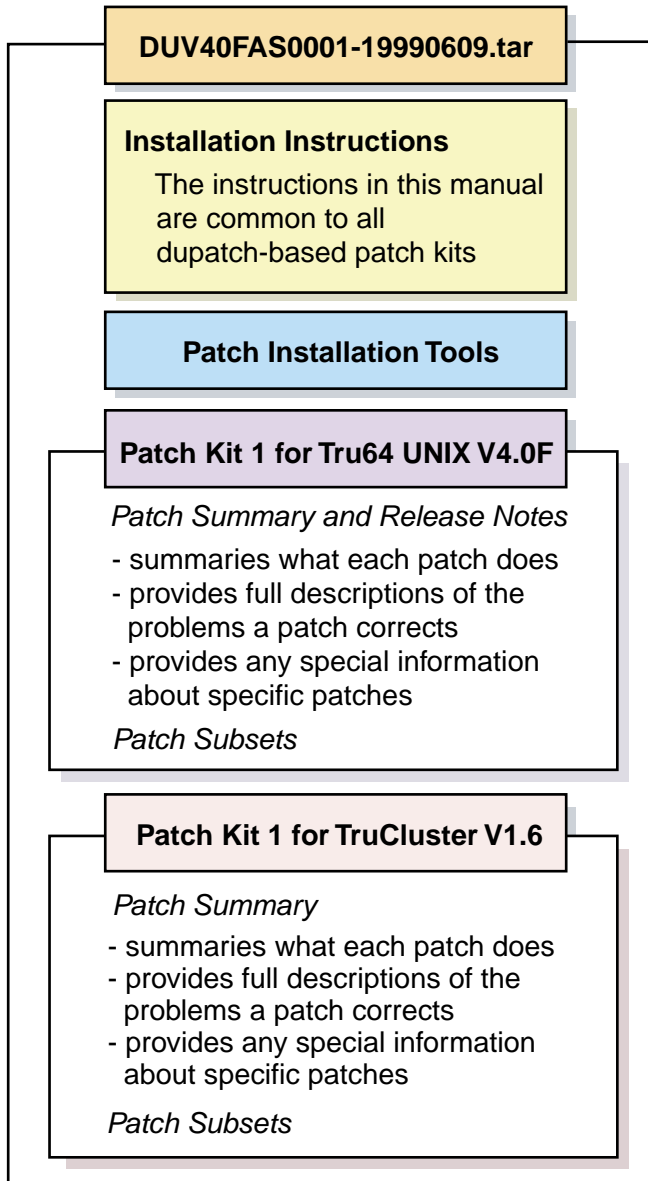 DUV40FAS0001-19990609.tar
Installation Instructions
The instructions in this manual
are common to all
dupatch-based patch kits
Patch Installation Tools
Patch Kit 1 for Tru64 UNIX V4.0F
Patch Summary and Release Notes
- summaries what each patch does
- provides full descriptions of the
problems a patch corrects
- provides any special information
about specific patches
Patch Subsets
Patch Kit 1 for TruCluster V1.6
Patch Summary
- summaries what each patch does
- provides full descriptions of the
problems a patch corrects
- provides any special information
about specific patches
Patch Subsets